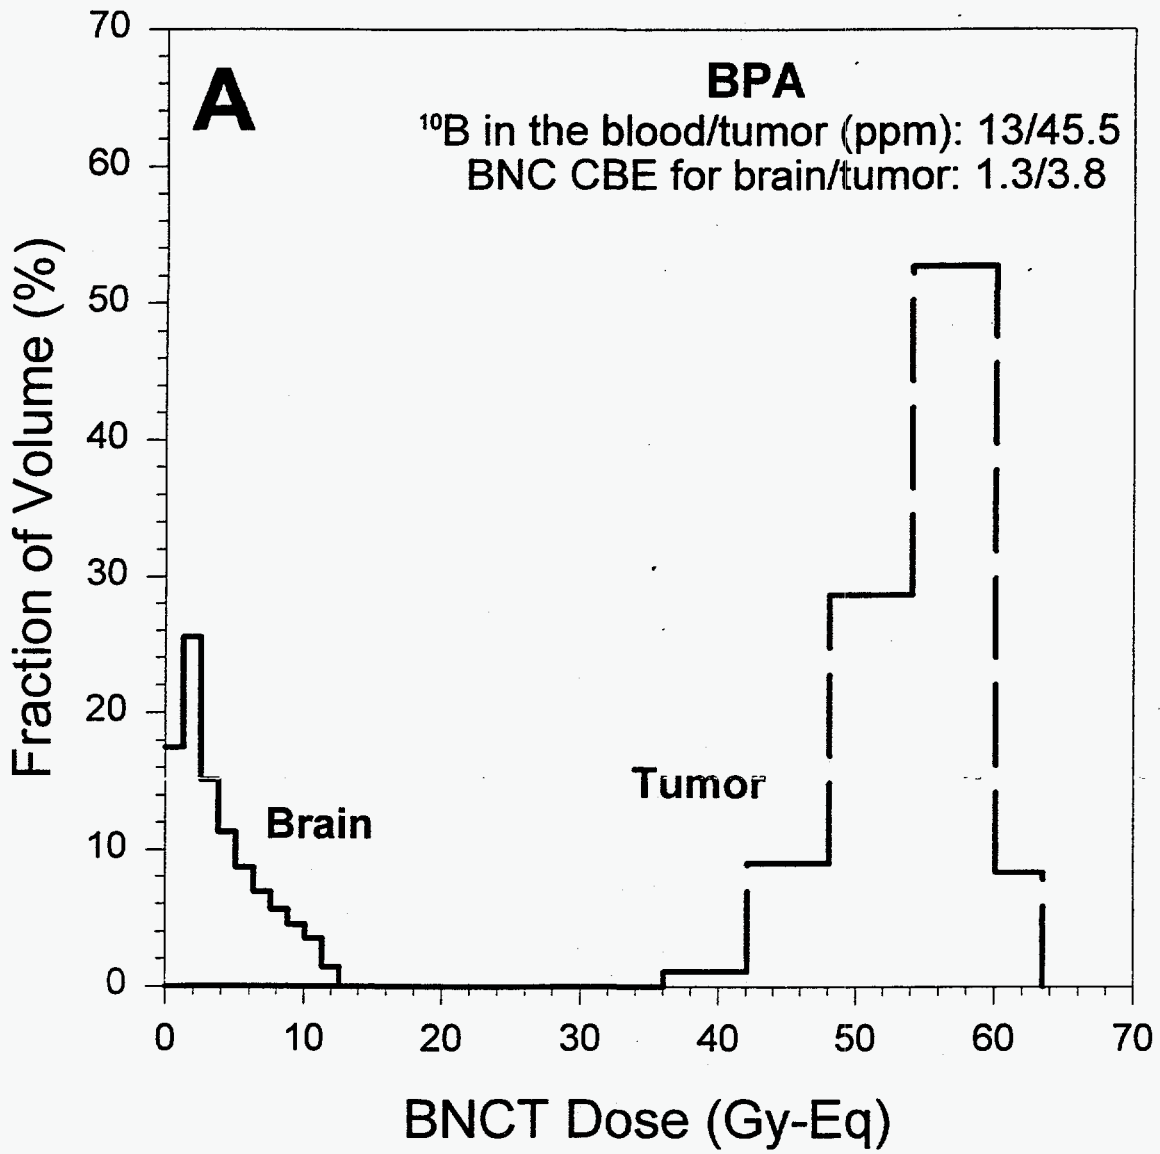 A
BPA
¹⁰B in the blood/tumor (ppm): 13/45.5
BNC CBE for brain/tumor: 1.3/3.8
Fraction of Volume (%)
70
60
50
40
30
20
10
0
Tumor
Brain
0 10 20 30 40 50 60 70
BNCT Dose (Gy-Eq)